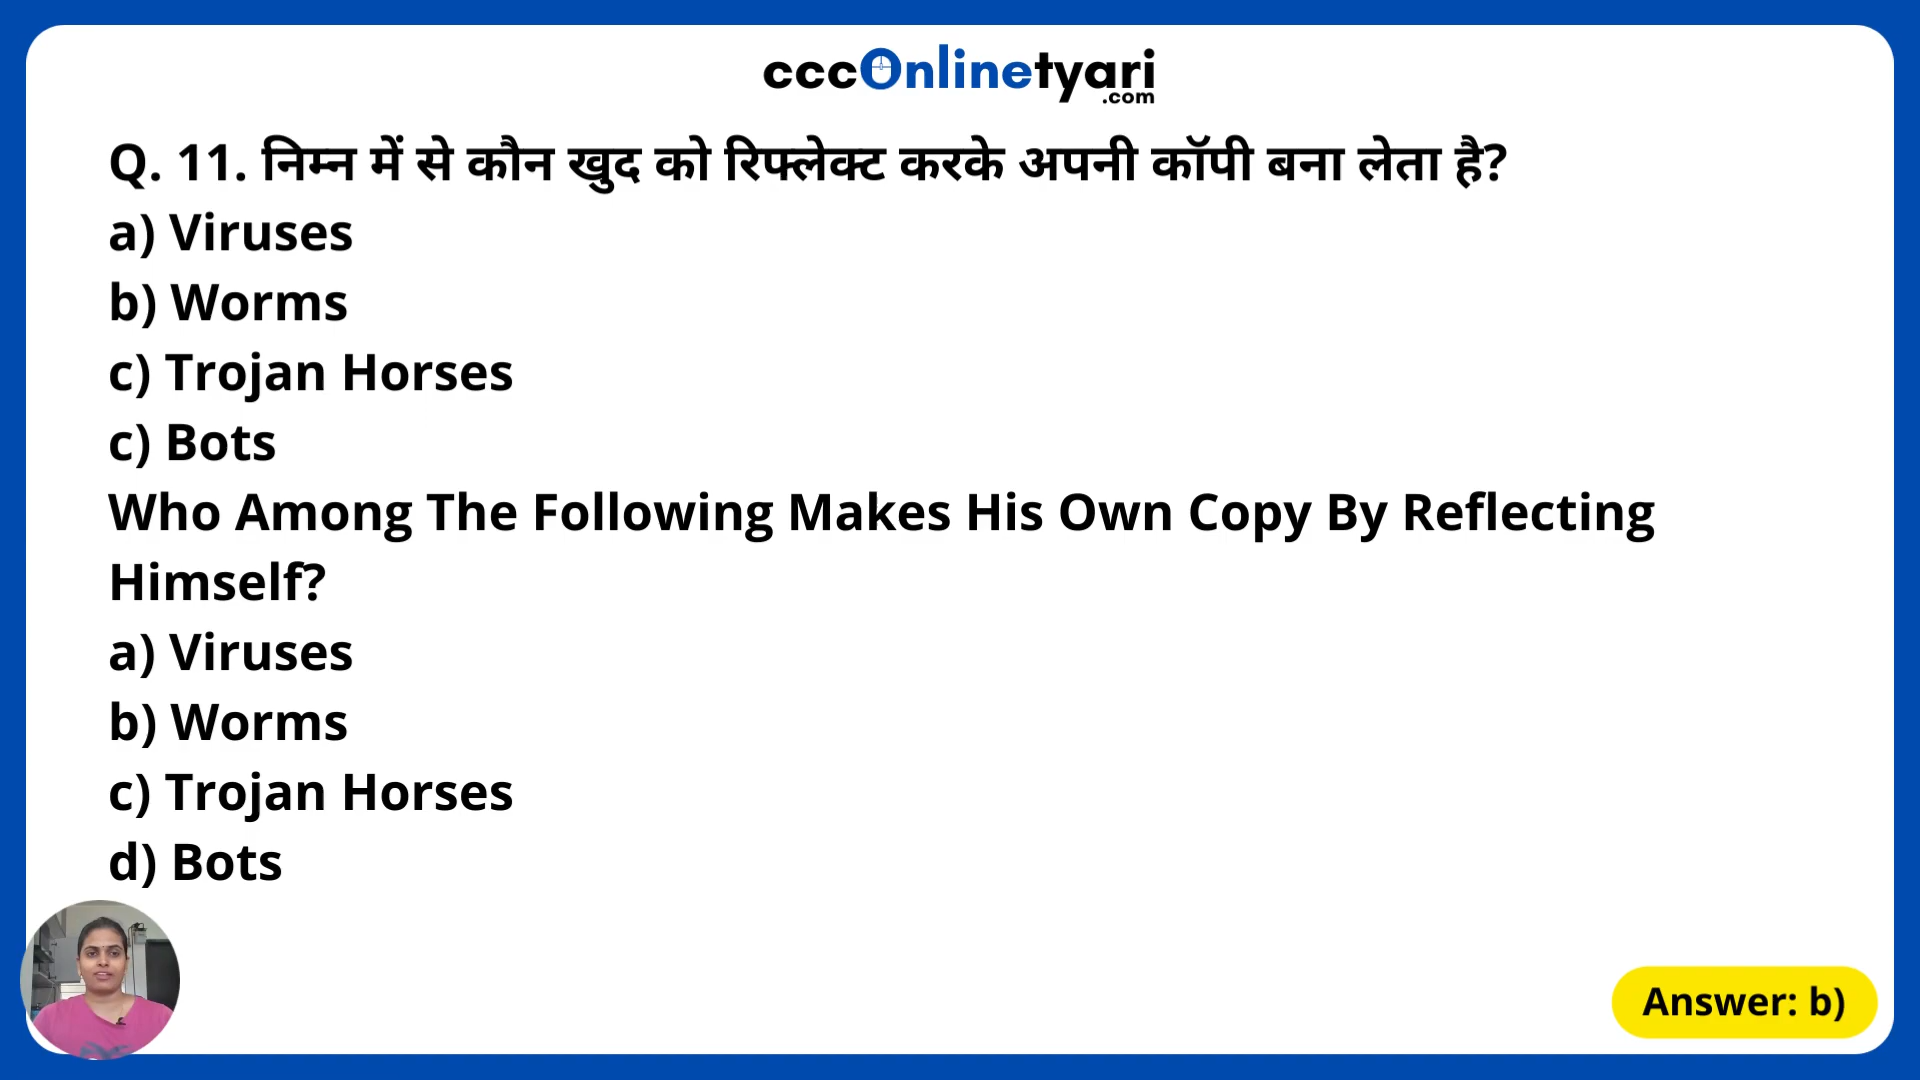 cccOnlinetyari
.com
Q. 11. निम्न में से कौन खुद को रिफ्लेक्ट करके अपनी कॉपी बना लेता है?
a) Viruses
b) Worms
c) Trojan Horses
c) Bots
Who Among The Following Makes His Own Copy By Reflecting
Himself?
a) Viruses
b) Worms
c) Trojan Horses
d) Bots
Answer: b)